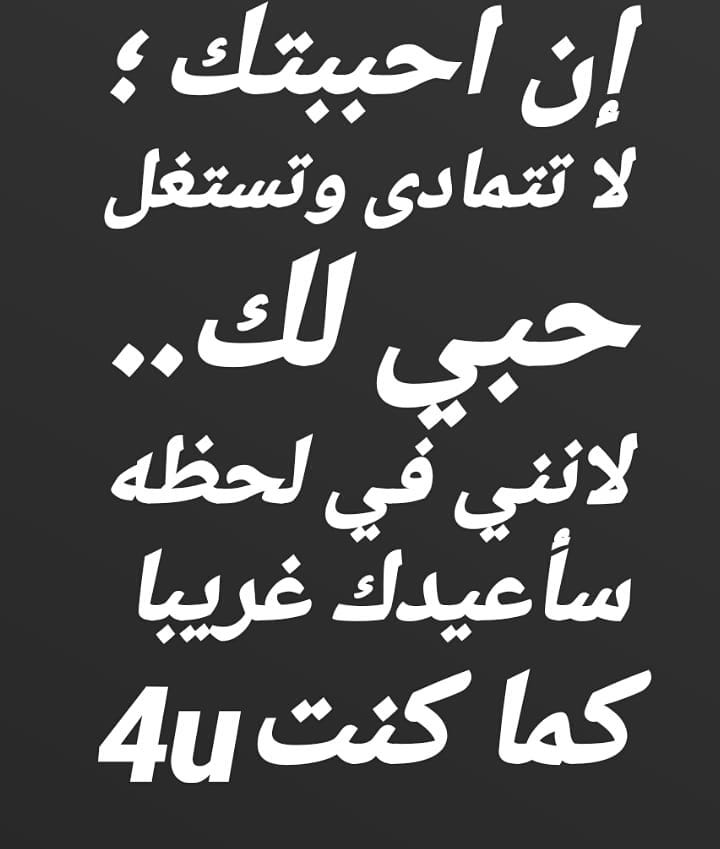 إن احببتك ؛
لا تتمادى وتستغل
حبي لك..
لانني في لحظه
سأعيدك غريبا
كما كنت 4u